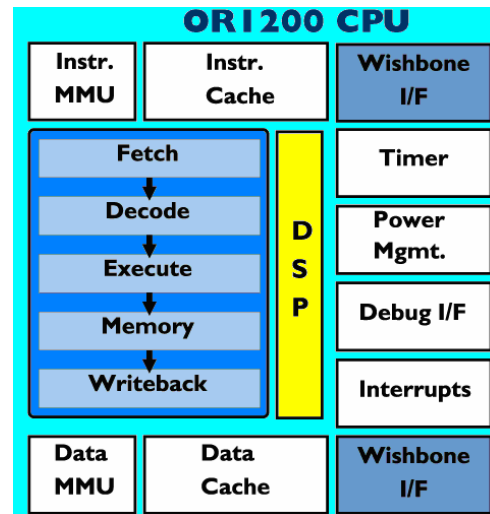 OR1200 CPU
Instr.
MMU
Instr.
Cache
Wishbone
I/F
Fetch
Decode
Execute
Memory
Writeback
D
S
P
Timer
Power
Mgmt.
Debug I/F
Interrupts
Data
MMU
Data
Cache
Wishbone
I/F